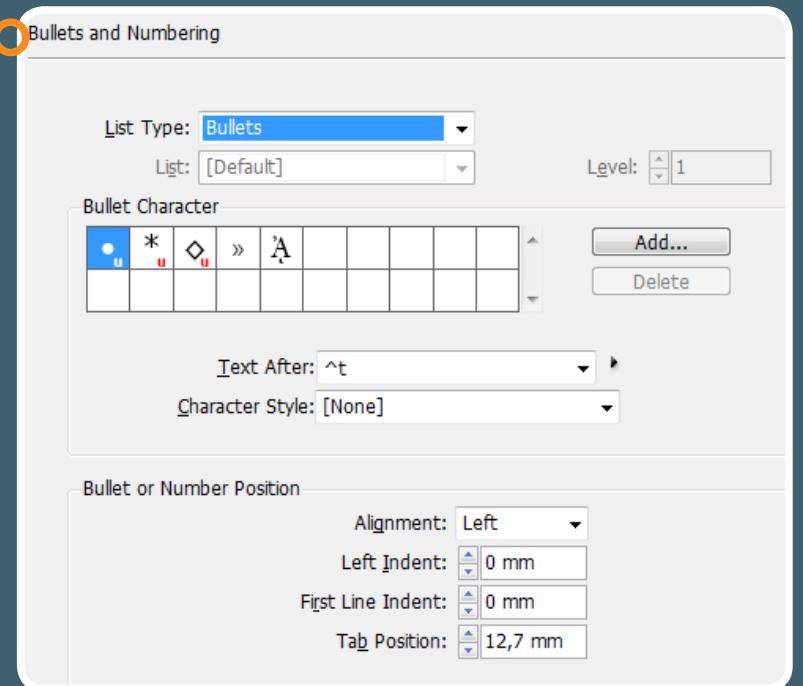 Bullets and Numbering
List Type: Bullets
List: [Default] Level: 1
Bullet Character
•u *u ◇u » Ἄ̣ Add...
Delete
Text After: ^t
Character Style: [None]
Bullet or Number Position
Alignment: Left
Left Indent: 0 mm
First Line Indent: 0 mm
Tab Position: 12,7 mm